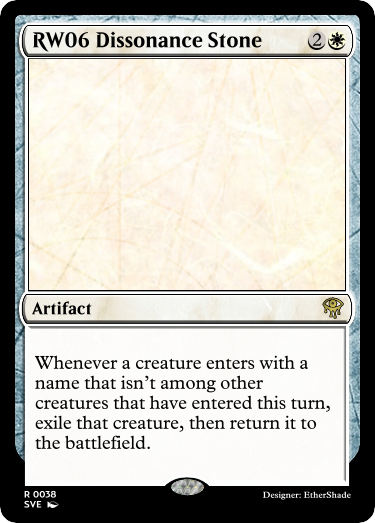 RW06 Dissonance Stone 2
Artifact
Whenever a creature enters with a
name that isn't among other
creatures that have entered this turn,
exile that creature, then return it to
the battlefield.
R 0038
SVE
Designer: EtherShade